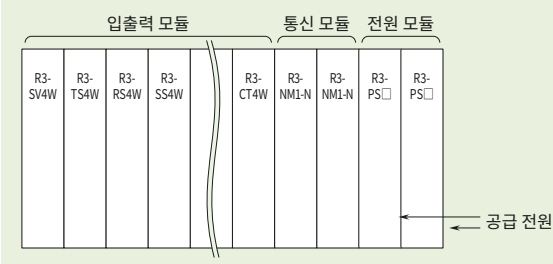 입출력 모듈 통신 모듈 전원 모듈
R3- R3- R3- R3- R3- R3- R3- R3- R3-
SV4W TS4W RS4W SS4W CT4W NM1-N NM1-N PS□ PS□
공급 전원